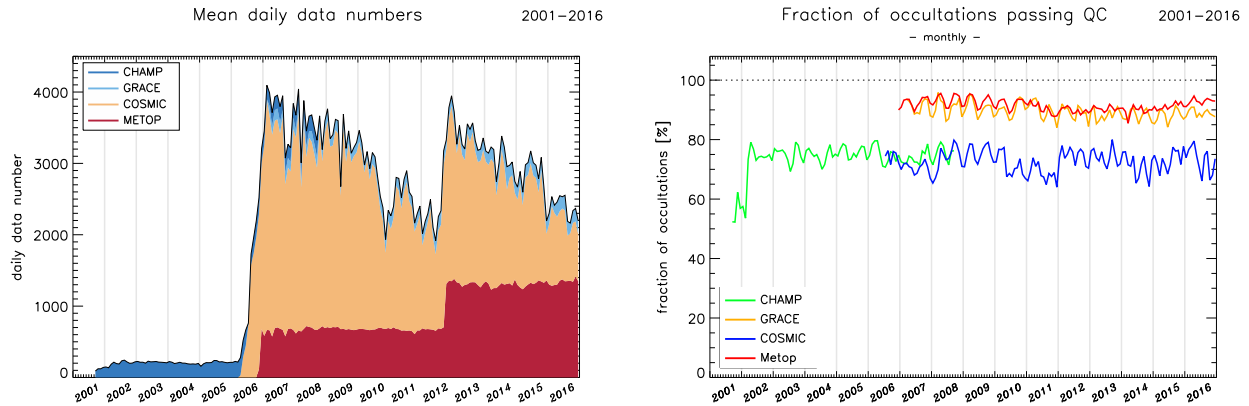 Mean daily data numbers
2001-2016
CHAMP
GRACE
COSMIC
METOP
daily data number
4000
3000
2000
1000
0
2001 2002 2003 2004 2005 2006 2007 2008 2009 2010 2011 2012 2013 2014 2015 2016
Fraction of occultations passing QC
2001-2016
- monthly -
fraction of occultations [%]
100
80
60
40
20
0
CHAMP
GRACE
COSMIC
Metop
2001 2002 2003 2004 2005 2006 2007 2008 2009 2010 2011 2012 2013 2014 2015 2016